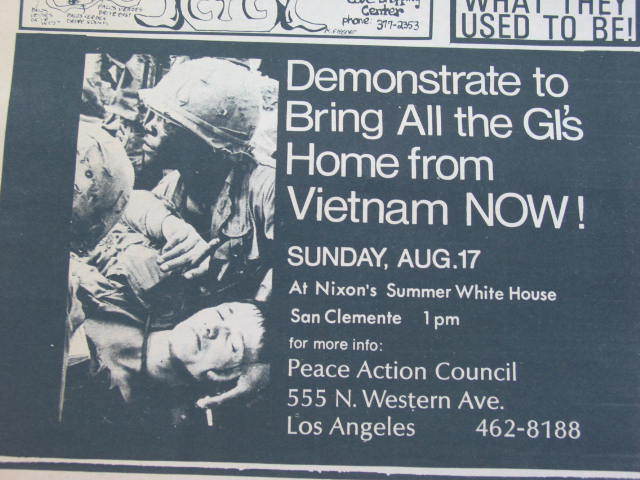 Center
phone: 377-2353
WHAT THEY
USED TO BE!
Demonstrate to
Bring All the GI's
Home from
Vietnam NOW!
SUNDAY, AUG.17
At Nixon's Summer White House
San Clemente 1pm
for more info:
Peace Action Council
555 N. Western Ave.
Los Angeles 462-8188